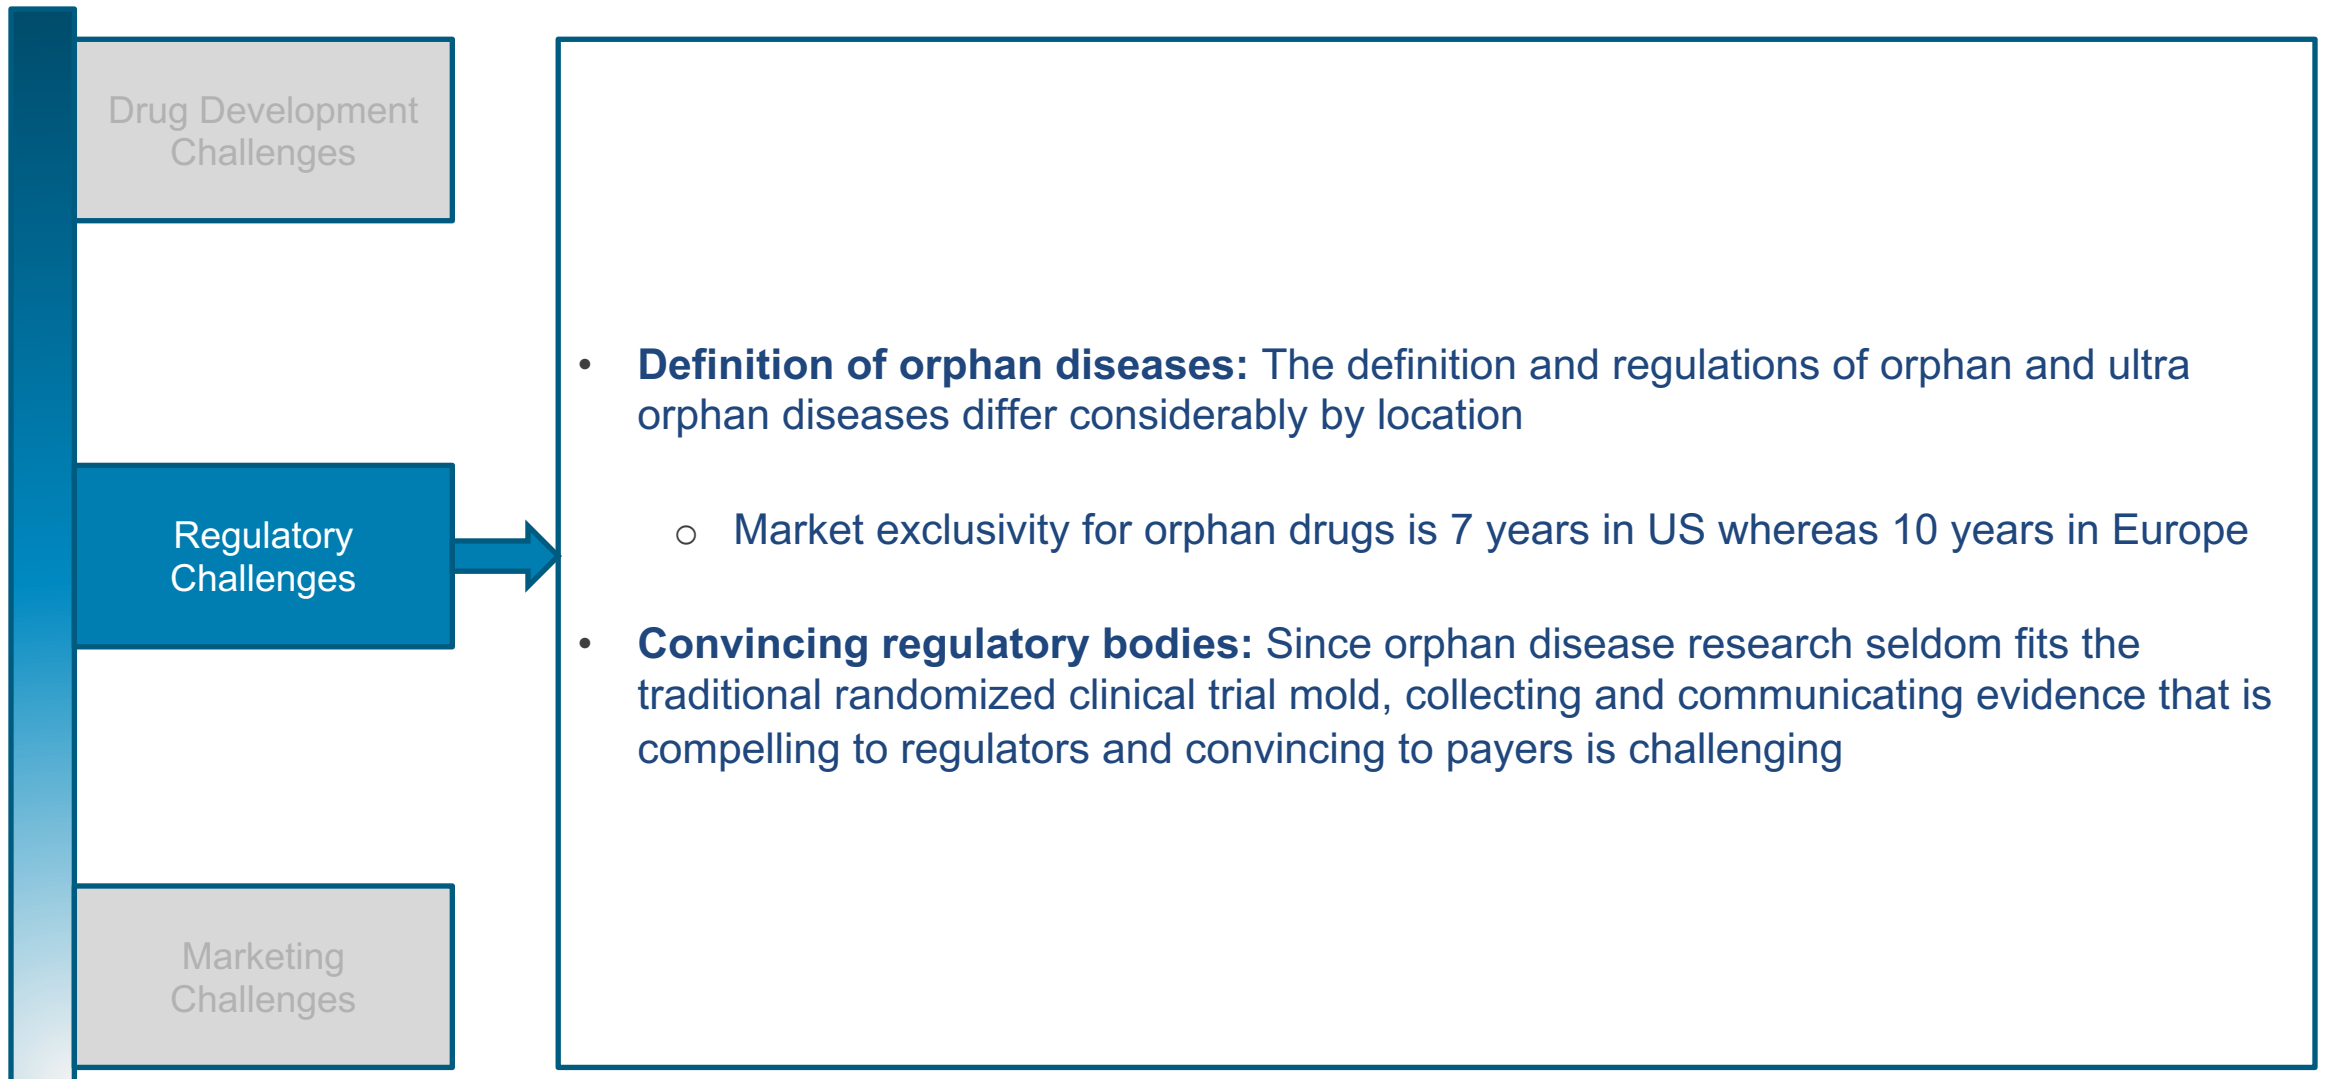 Drug Development
Challenges
Regulatory
Challenges
Marketing
Challenges
• Definition of orphan diseases: The definition and regulations of orphan and ultra
orphan diseases differ considerably by location
○ Market exclusivity for orphan drugs is 7 years in US whereas 10 years in Europe
• Convincing regulatory bodies: Since orphan disease research seldom fits the
traditional randomized clinical trial mold, collecting and communicating evidence that is
compelling to regulators and convincing to payers is challenging